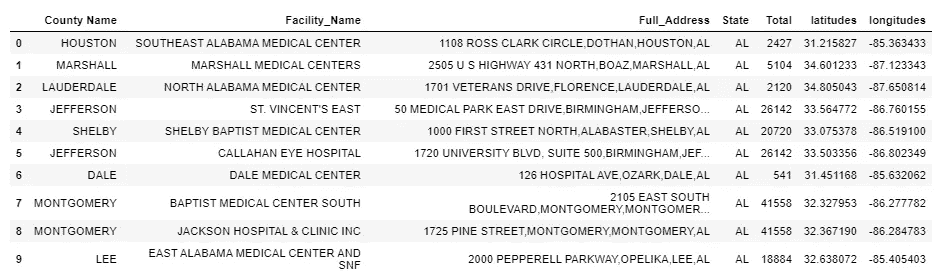 County Name Facility_Name Full_Address State Total latitudes longitudes
0 HOUSTON SOUTHEAST ALABAMA MEDICAL CENTER 1108 ROSS CLARK CIRCLE,DOTHAN,HOUSTON,AL AL 2427 31.215827 -85.363433
1 MARSHALL MARSHALL MEDICAL CENTERS 2505 U S HIGHWAY 431 NORTH,BOAZ,MARSHALL,AL AL 5104 34.601233 -87.123343
2 LAUDERDALE NORTH ALABAMA MEDICAL CENTER 1701 VETERANS DRIVE,FLORENCE,LAUDERDALE,AL AL 2120 34.805043 -87.650814
3 JEFFERSON ST. VINCENT'S EAST 50 MEDICAL PARK EAST DRIVE,BIRMINGHAM,JEFFERSO... AL 26142 33.564772 -86.760155
4 SHELBY SHELBY BAPTIST MEDICAL CENTER 1000 FIRST STREET NORTH,ALABASTER,SHELBY,AL AL 20720 33.075378 -86.519100
5 JEFFERSON CALLAHAN EYE HOSPITAL 1720 UNIVERSITY BLVD, SUITE 500,BIRMINGHAM,JEF... AL 26142 33.503356 -86.802349
6 DALE DALE MEDICAL CENTER 126 HOSPITAL AVE,OZARK,DALE,AL AL 541 31.451168 -85.632062
2105 EAST SOUTH
7 MONTGOMERY BAPTIST MEDICAL CENTER SOUTH AL 41558 32.327953 -86.277782
BOULEVARD,MONTGOMERY,MONTGOMER...
8 MONTGOMERY JACKSON HOSPITAL & CLINIC INC 1725 PINE STREET,MONTGOMERY,MONTGOMERY,AL AL 41558 32.367190 -86.284783
EAST ALABAMA MEDICAL CENTER AND
9 LEE 2000 PEPPERELL PARKWAY,OPELIKA,LEE,AL AL 18884 32.638072 -85.405403
SNF